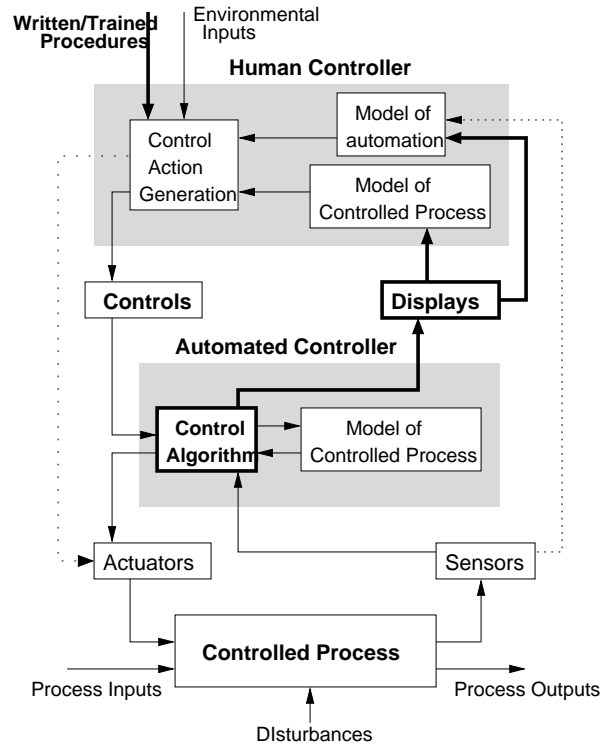 Written/Trained
Procedures
Environmental
Inputs
Human Controller
Control
Action
Generation
Model of
automation
Model of
Controlled Process
Controls
Displays
Automated Controller
Control
Algorithm
Model of
Controlled Process
Actuators
Sensors
Controlled Process
Process Inputs
Process Outputs
DIsturbances